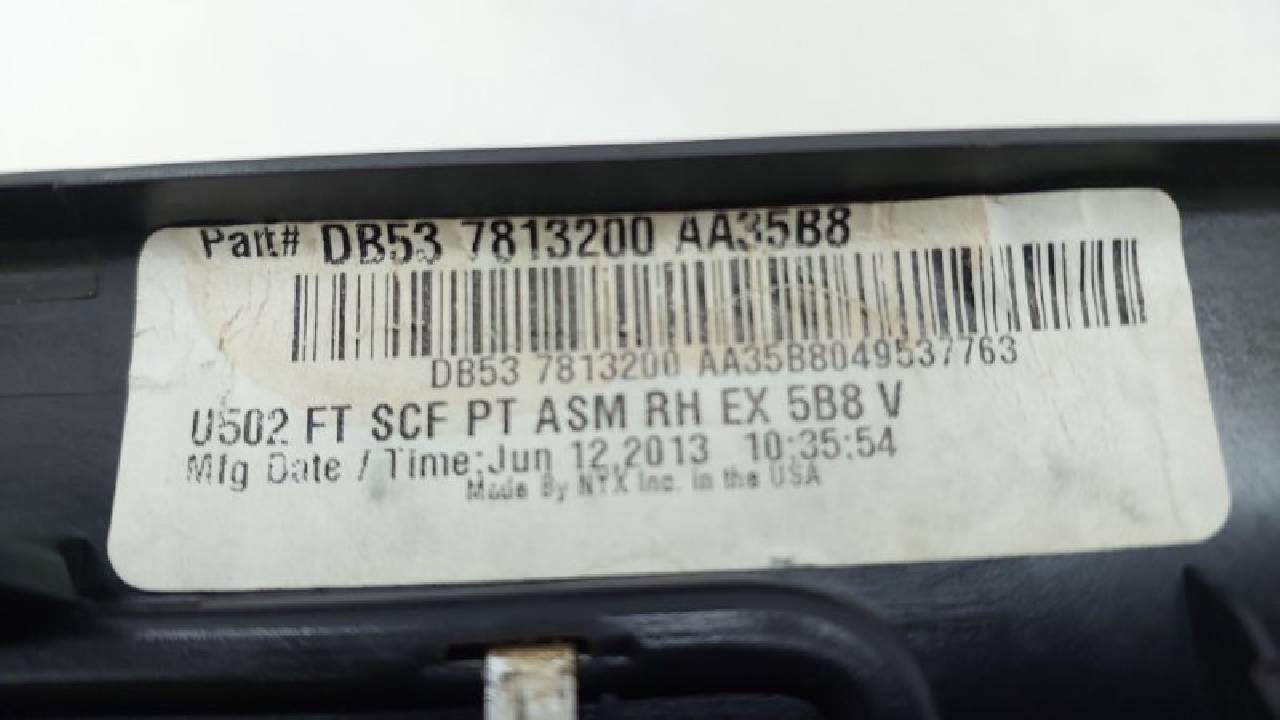 Part# DB53 7813200 AA35B8
DB53 7813200 AA35B8049537763
U502 FT SCF PT ASM RH EX 5B8 V
Mfg Date / Time:Jun 12,2013 10:35:54
Made By NYX Inc. in the USA